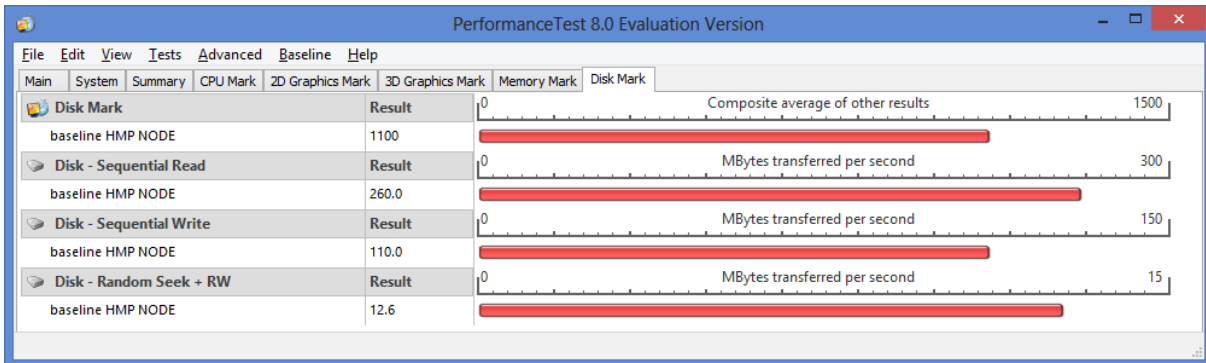 PerformanceTest 8.0 Evaluation Version
File Edit View Tests Advanced Baseline Help
Main System Summary CPU Mark 2D Graphics Mark 3D Graphics Mark Memory Mark Disk Mark
Disk Mark Result 0 Composite average of other results 1500
baseline HMP NODE 1100
Disk - Sequential Read Result 0 MBytes transferred per second 300
baseline HMP NODE 260.0
Disk - Sequential Write Result 0 MBytes transferred per second 150
baseline HMP NODE 110.0
Disk - Random Seek + RW Result 0 MBytes transferred per second 15
baseline HMP NODE 12.6